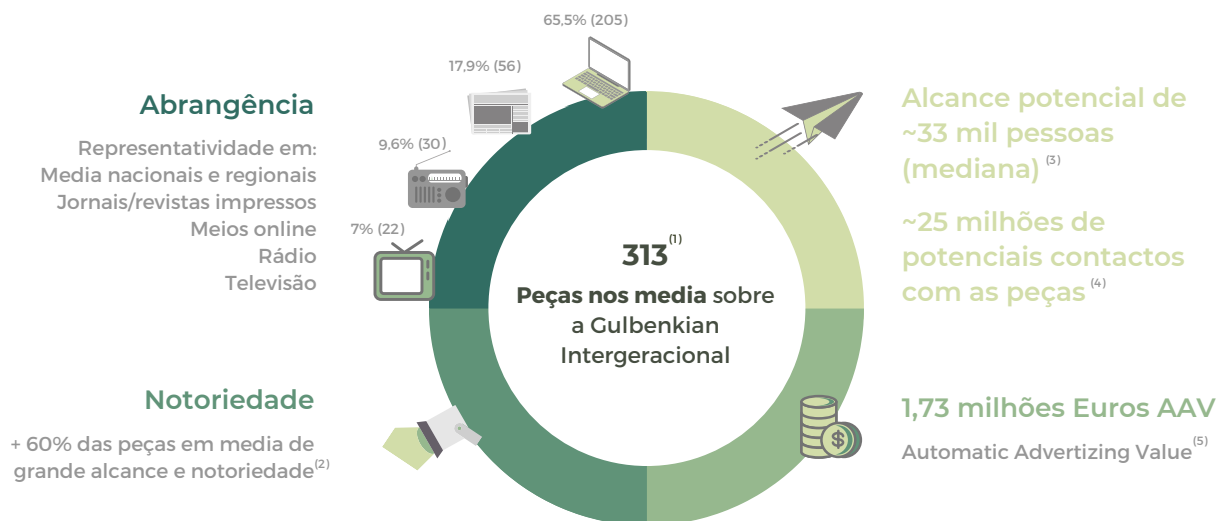 65,5% (205)
17,9% (56)
9,6% (30)
7% (22)
Abrangência
Representatividade em:
Media nacionais e regionais
Jornais/revistas impressos
Meios online
Rádio
Televisão
Notoriedade
+ 60% das peças em media de
grande alcance e notoriedade(2)
313(1)
Peças nos media sobre
a Gulbenkian
Intergeracional
Alcance potencial de
~33 mil pessoas
(mediana) (3)
~25 milhões de
potenciais contactos
com as peças (4)
$
1,73 milhões Euros AAV
Automatic Advertizing Value(5)